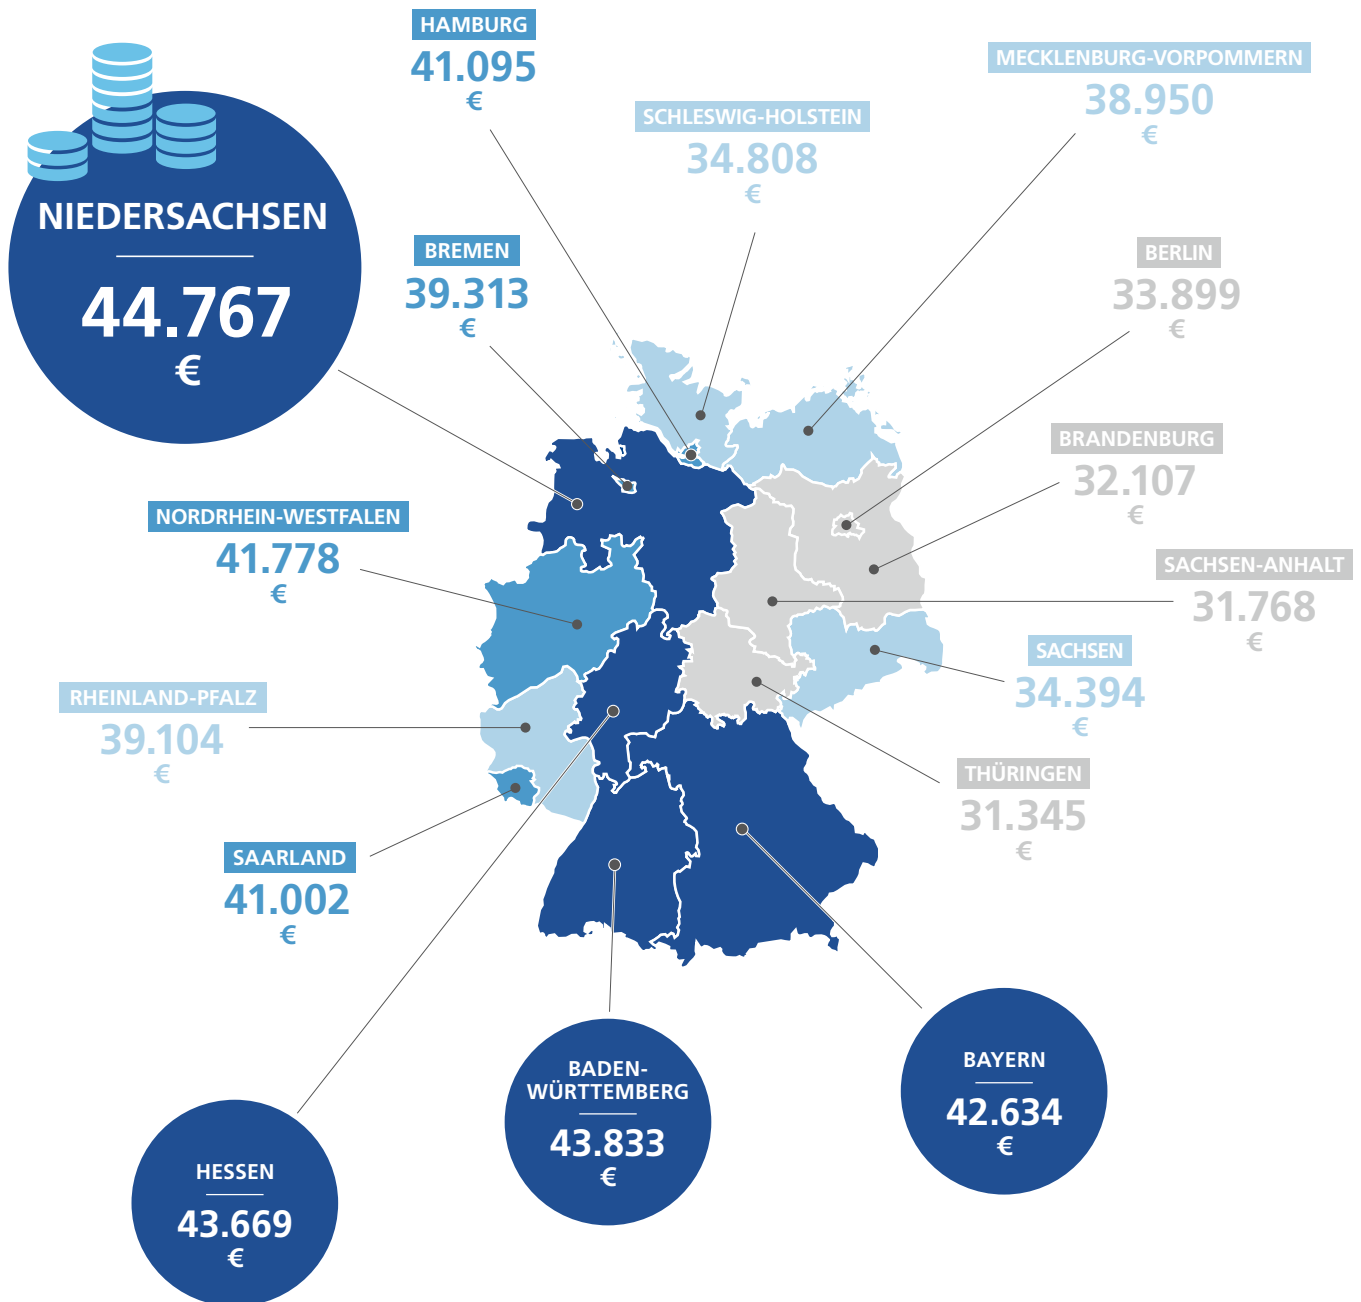 HAMBURG
41.095
€
MECKLENBURG-VORPOMMERN
38.950
€
SCHLESWIG-HOLSTEIN
34.808
€
NIEDERSACHSEN
44.767
€
BREMEN
39.313
€
BERLIN
33.899
€
BRANDENBURG
32.107
€
NORDRHEIN-WESTFALEN
41.778
€
SACHSEN-ANHALT
31.768
€
SACHSEN
34.394
€
RHEINLAND-PFALZ
39.104
€
THÜRINGEN
31.345
€
SAARLAND
41.002
€
BADEN-
WÜRTTEMBERG
43.833
€
BAYERN
42.634
€
HESSEN
43.669
€